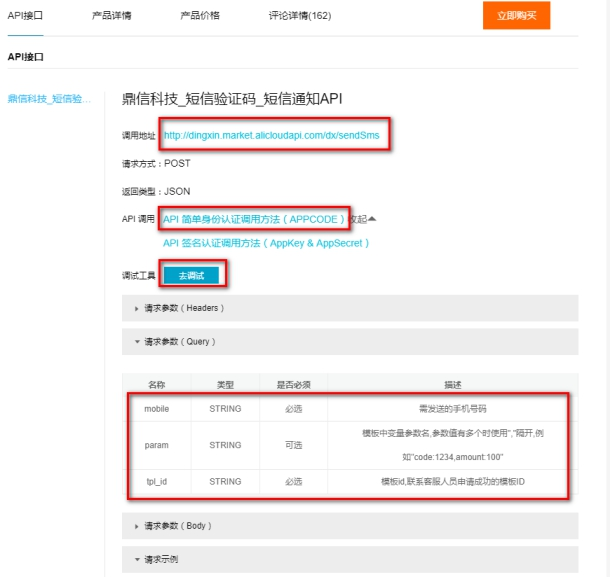 API接口 产品详情 产品价格 评论详情(162) 立即购买
API接口
鼎信科技_短信验... 鼎信科技_短信验证码_短信通知API
调用地址 http://dingxin.market.alicloudapi.com/dx/sendSms
请求方式：POST
返回类型：JSON
API 调用 API 简单身份认证调用方法（APPCODE） 收起
API 签名认证调用方法（AppKey & AppSecret）
调试工具 去调试
请求参数（Headers）
请求参数（Query）
名称 类型 是否必须 描述
mobile STRING 必选 需发送的手机号码
param STRING 可选 模板中变量参数名,参数值有多个时使用","隔开,例
如"code:1234,amount:100"
tpl_id STRING 必选 模板id,联系客服人员申请成功的模板ID
请求参数（Body）
请求示例